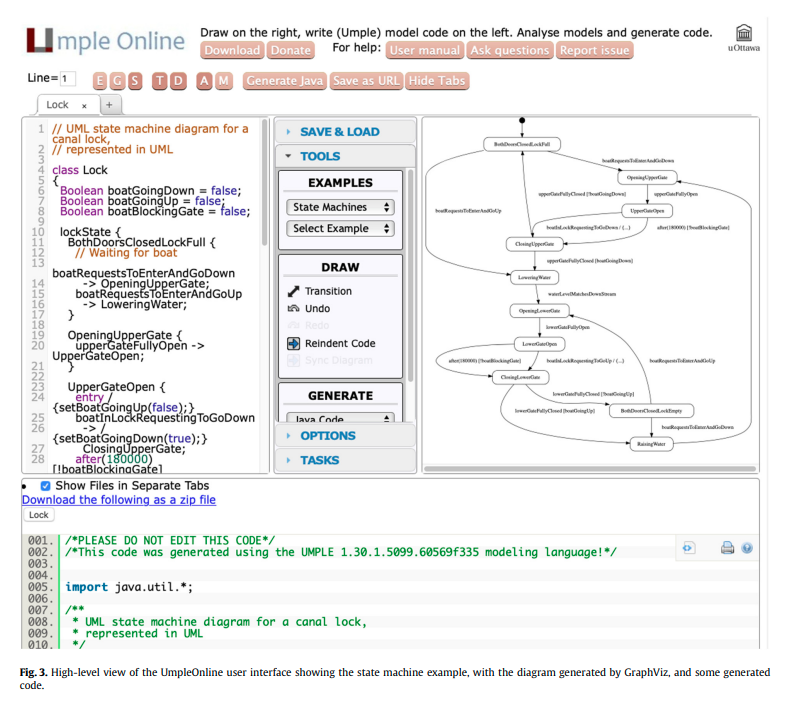 Umple Online
Draw on the right, write (Umple) model code on the left. Analyse models and generate code.
Download Donate For help: User manual Ask questions Report issue
uOttawa
Line= 1 E G S T D A M Generate Java Save as URL Hide Tabs
Lock × +
1 // UML state machine diagram for a
canal lock,
2 // represented in UML
3
4 class Lock
5 {
6 Boolean boatGoingDown = false;
7 Boolean boatGoingUp = false;
8 Boolean boatBlockingGate = false;
9
10 lockState {
11 BothDoorsClosedLockFull {
12 // Waiting for boat
13
boatRequestsToEnterAndGoDown
14 -> OpeningUpperGate;
15 boatRequestsToEnterAndGoUp
16 -> LoweringWater;
17 }
18
19 OpeningUpperGate {
20 upperGateFullyOpen ->
UpperGateOpen;
21 }
22
23 UpperGateOpen {
24 entry /
{setBoatGoingUp(false);}
25 boatInLockRequestingToGoDown
26 -> /
{setBoatGoingDown(true);}
27 ClosingUpperGate;
28 after(180000)
[!boatBlockingGate]
SAVE & LOAD
TOOLS
EXAMPLES
State Machines
Select Example
DRAW
Transition
Undo
Redo
Reindent Code
Sync Diagram
GENERATE
Java Code
OPTIONS
TASKS
BothDoorsClosedLockFull
boatRequestsToEnterAndGoDown
OpeningUpperGate
upperGateFullyClosed [!boatGoingDown]
upperGateFullyOpen
boatRequestsToEnterAndGoUp
UpperGateOpen
boatInLockRequestingToGoDown / {...}
after(180000) [!boatBlockingGate]
ClosingUpperGate
upperGateFullyClosed [boatGoingDown]
LoweringWater
waterLevelMatchesDownStream
OpeningLowerGate
lowerGateFullyOpen
LowerGateOpen
after(180000) [!boatBlockingGate]
boatInLockRequestingToGoUp / {...}
boatRequestsToEnterAndGoUp
ClosingLowerGate
lowerGateFullyClosed [!boatGoingUp]
lowerGateFullyClosed [boatGoingUp]
BothDoorsClosedLockEmpty
boatRequestsToEnterAndGoDown
RaisingWater
Show Files in Separate Tabs
Download the following as a zip file
Lock
001. /*PLEASE DO NOT EDIT THIS CODE*/
002. /*This code was generated using the UMPLE 1.30.1.5099.60569f335 modeling language!*/
003.
004.
005. import java.util.*;
006.
007. /**
008. * UML state machine diagram for a canal lock,
009. * represented in UML
010. */
Fig. 3. High-level view of the UmpleOnline user interface showing the state machine example, with the diagram generated by GraphViz, and some generated
code.